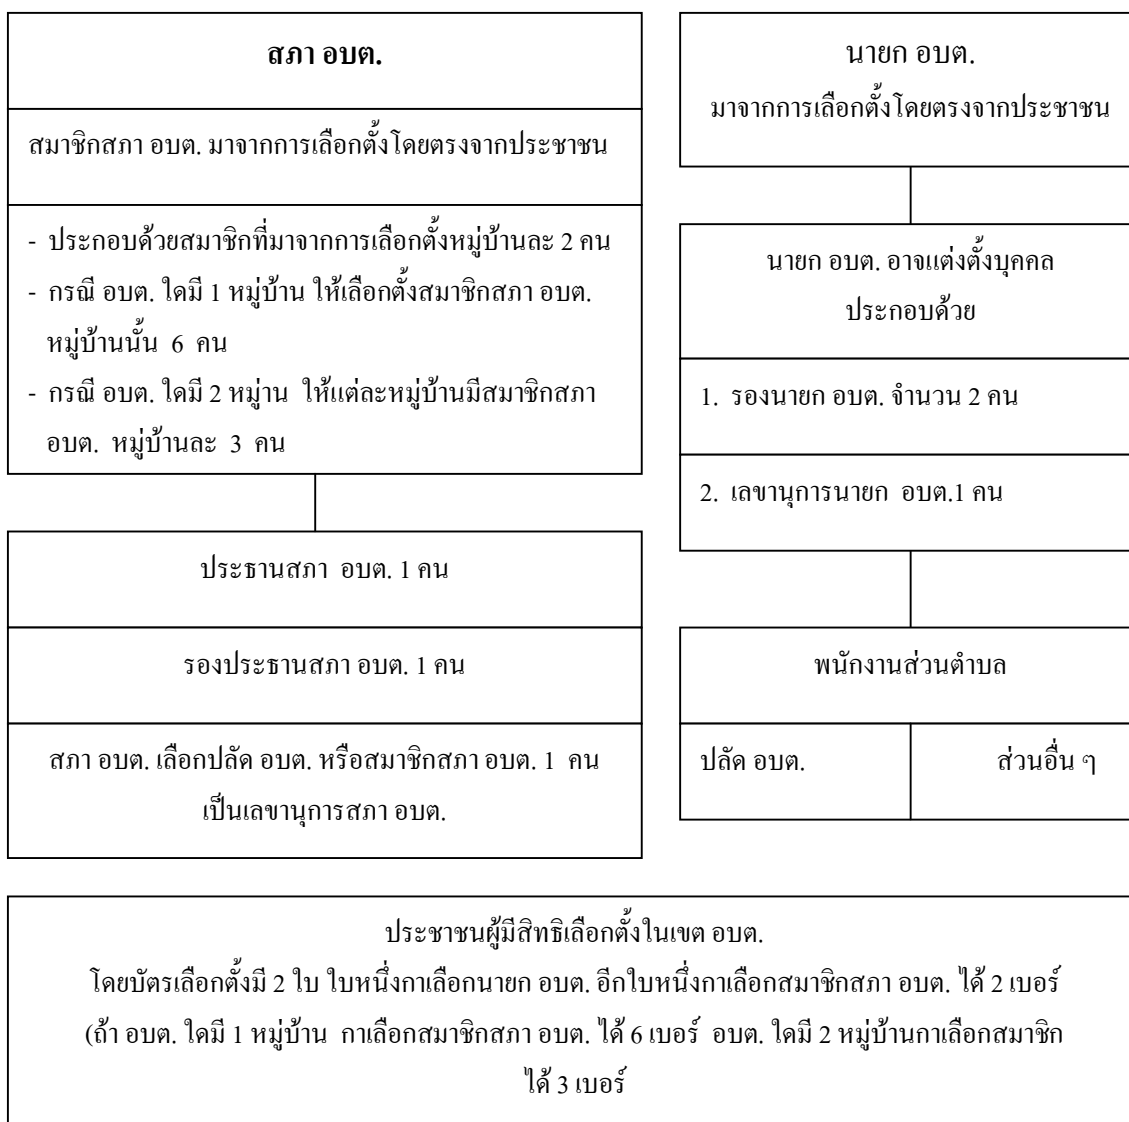 สภา อบต.
สมาชิกสภา อบต. มาจากการเลือกตั้งโดยตรงจากประชาชน
- ประกอบด้วยสมาชิกที่มาจากการเลือกตั้งหมู่บ้านละ 2 คน
- กรณี อบต. ใดมี 1 หมู่บ้าน ให้เลือกตั้งสมาชิกสภา อบต.
หมู่บ้านนั้น 6 คน
- กรณี อบต. ใดมี 2 หมู่าน ให้แต่ละหมู่บ้านมีสมาชิกสภา
อบต. หมู่บ้านละ 3 คน
ประธานสภา อบต. 1 คน
รองประธานสภา อบต. 1 คน
สภา อบต. เลือกปลัด อบต. หรือสมาชิกสภา อบต. 1 คน
เป็นเลขานุการสภา อบต.
นายก อบต.
มาจากการเลือกตั้งโดยตรงจากประชาชน
นายก อบต. อาจแต่งตั้งบุคคล
ประกอบด้วย
1. รองนายก อบต. จำนวน 2 คน
2. เลขานุการนายก อบต.1 คน
พนักงานส่วนตำบล
ปลัด อบต.
ส่วนอื่น ๆ
ประชาชนผู้มีสิทธิเลือกตั้งในเขต อบต.
โดยบัตรเลือกตั้งมี 2 ใบ ใบหนึ่งกาเลือกนายก อบต. อีกใบหนึ่งกาเลือกสมาชิกสภา อบต. ได้ 2 เบอร์
(ถ้า อบต. ใดมี 1 หมู่บ้าน กาเลือกสมาชิกสภา อบต. ได้ 6 เบอร์ อบต. ใดมี 2 หมู่บ้านกาเลือกสมาชิก
ได้ 3 เบอร์